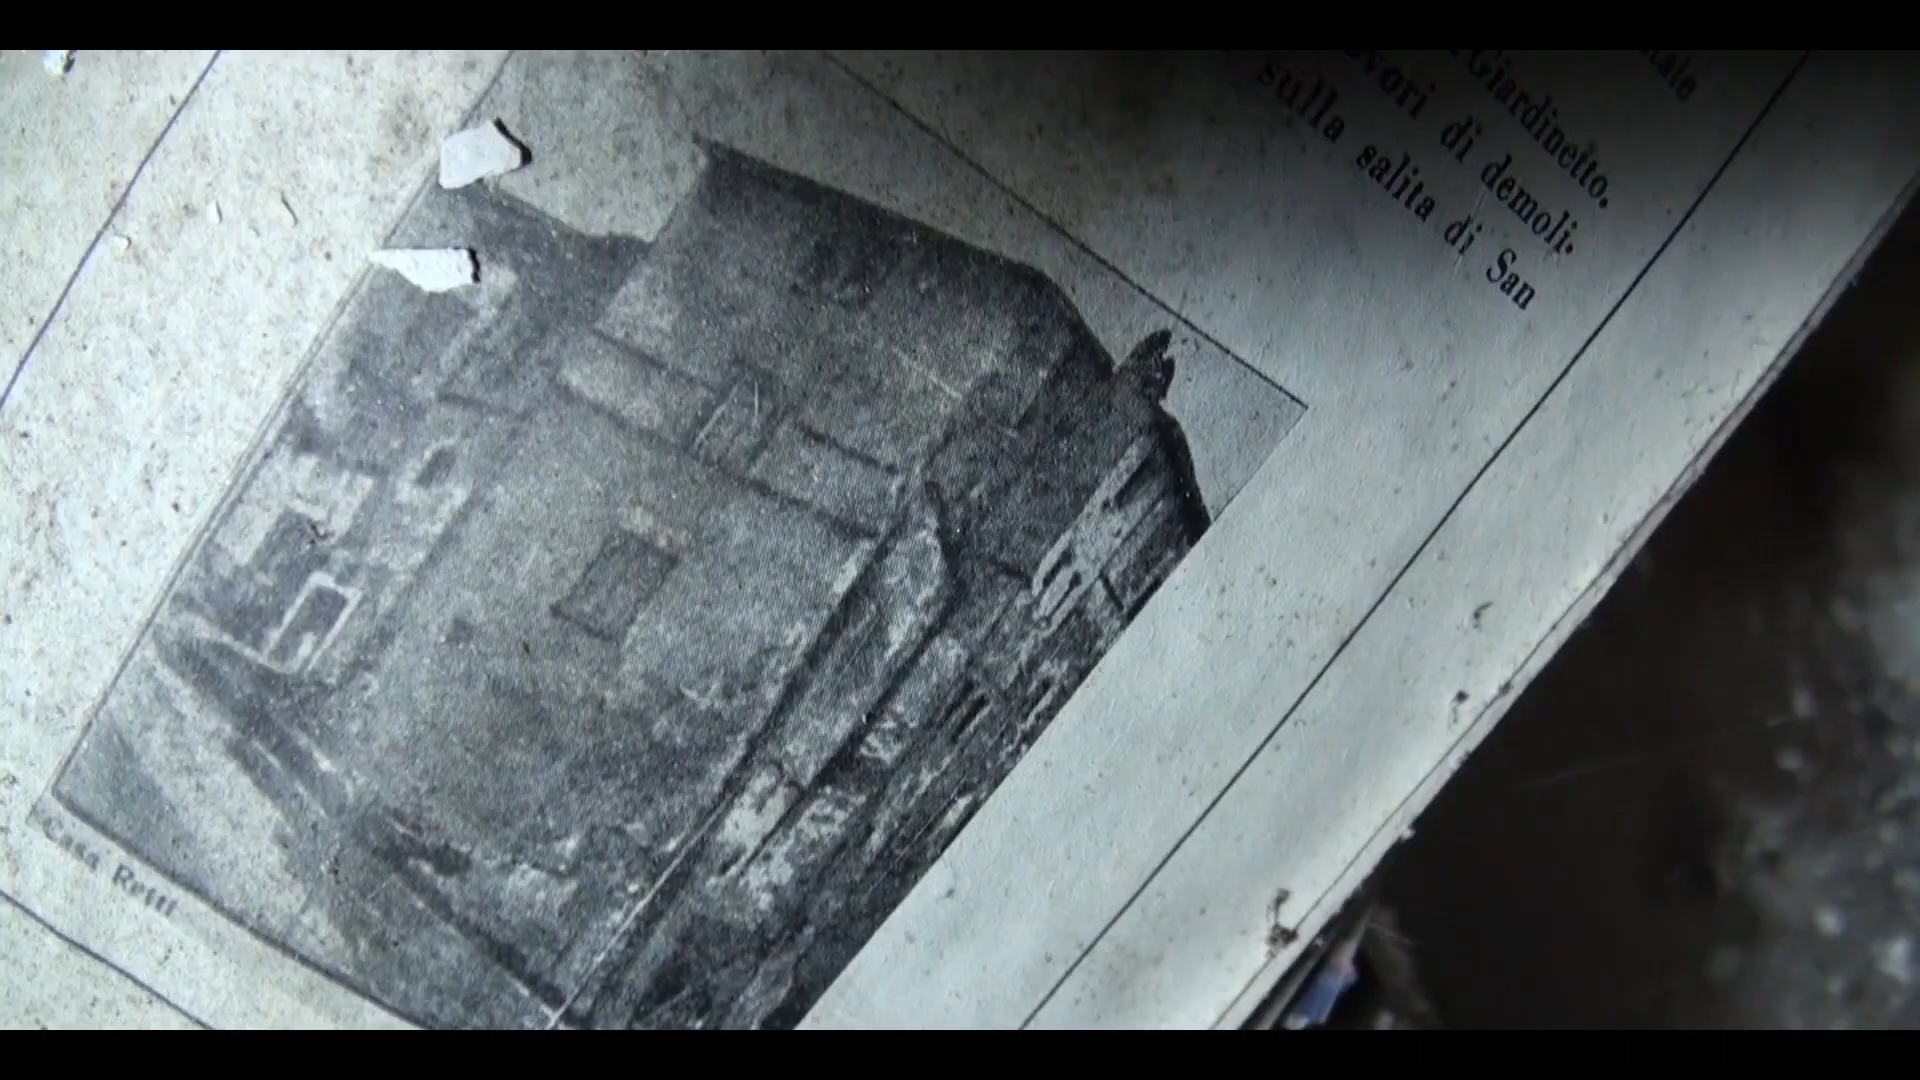 Giardinetto.
vori di demoli.
sulla salita di San
Casa Retti